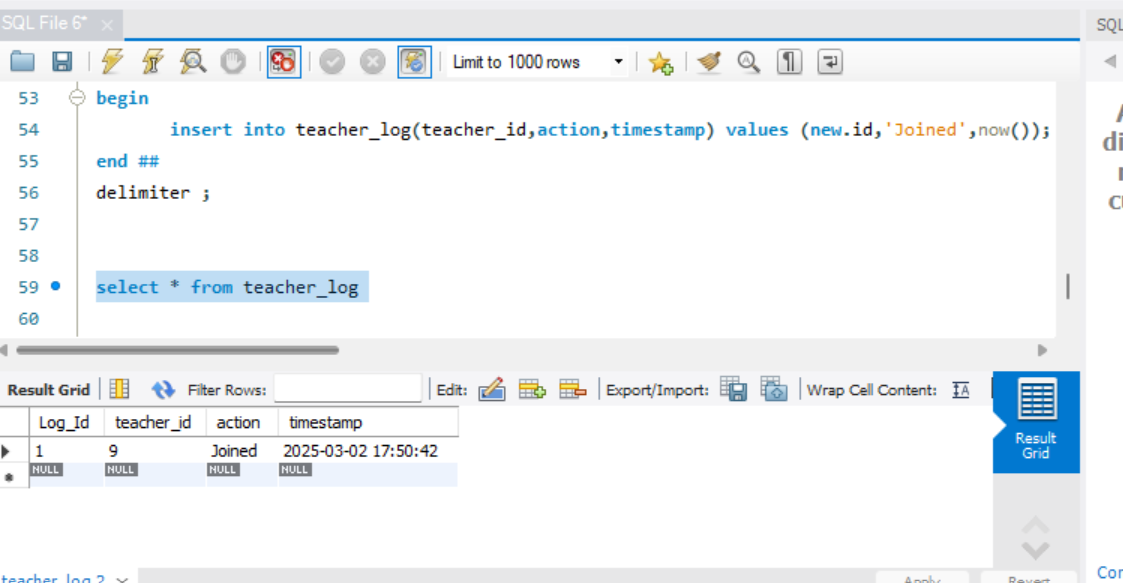 SQL File 6*
SQL
Limit to 1000 rows
53 begin
54 insert into teacher_log(teacher_id,action,timestamp) values (new.id,'Joined',now());
55 end ##
56 delimiter ;
57
58
59 select * from teacher_log
60
Result Grid Filter Rows: Edit: Export/Import: Wrap Cell Content:
Log_Id teacher_id action timestamp
1 9 Joined 2025-03-02 17:50:42
NULL NULL NULL NULL
Result
Grid
teacher_log 2
Apply Revert